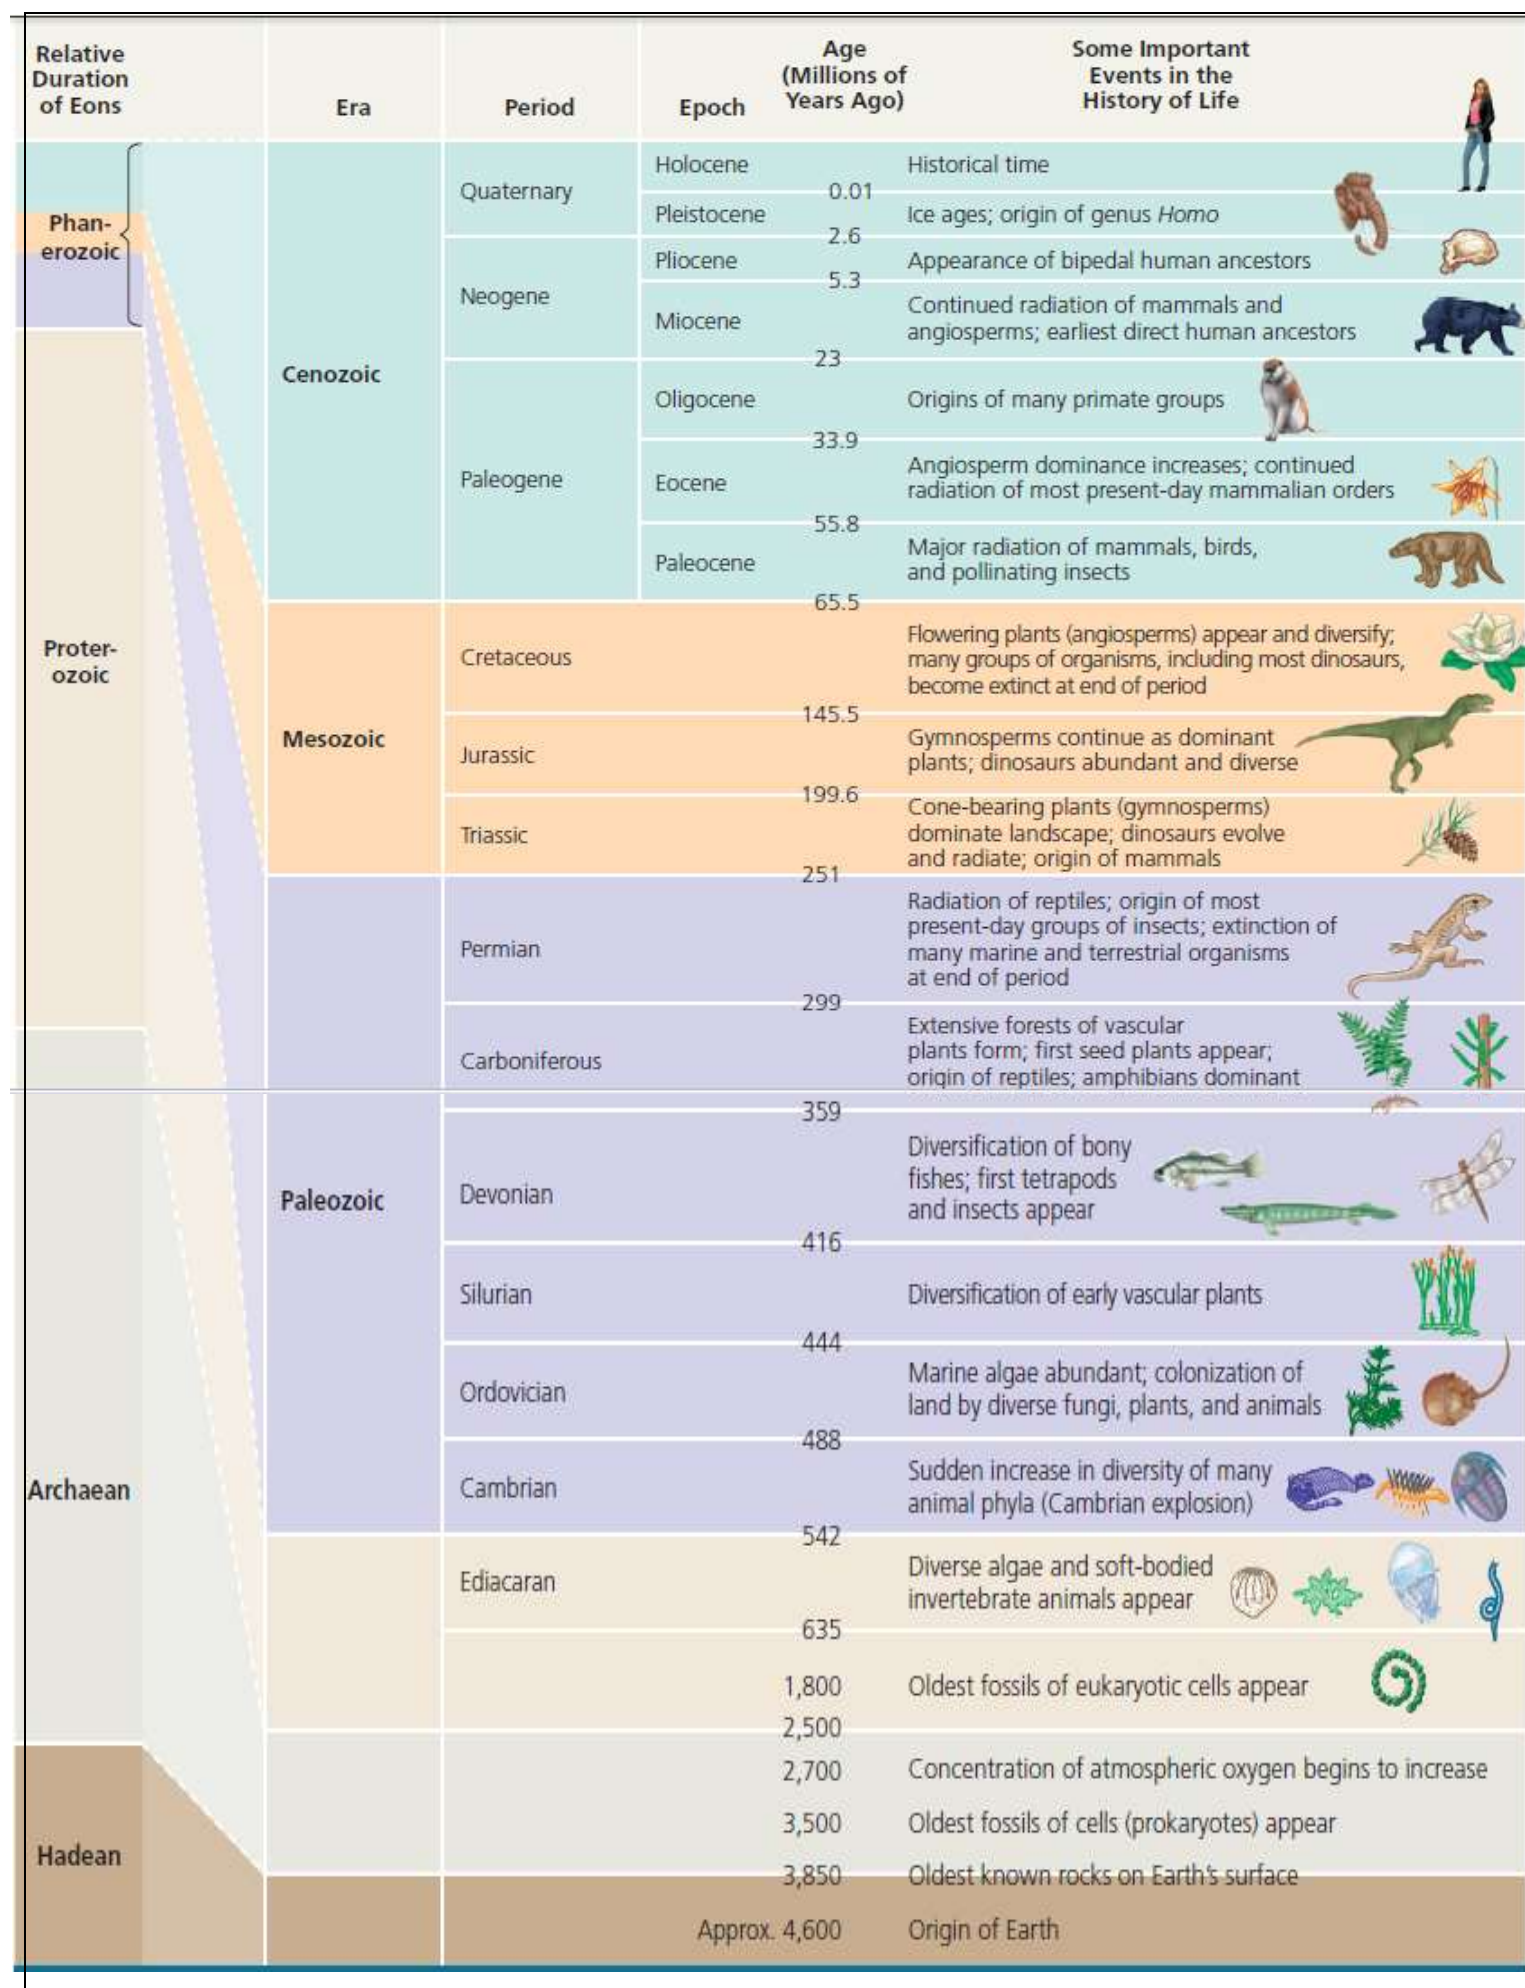 Relative
Duration
of Eons
Era
Period
Epoch
Age
(Millions of
Years Ago)
Some Important
Events in the
History of Life
Phan-
erozoic
Proter-
ozoic
Archaean
Hadean
Cenozoic
Quaternary
Holocene
Historical time
0.01
Pleistocene
Ice ages; origin of genus Homo
2.6
Neogene
Pliocene
Appearance of bipedal human ancestors
5.3
Miocene
Continued radiation of mammals and
angiosperms; earliest direct human ancestors
23
Paleogene
Oligocene
Origins of many primate groups
33.9
Eocene
Angiosperm dominance increases; continued
radiation of most present-day mammalian orders
55.8
Paleocene
Major radiation of mammals, birds,
and pollinating insects
65.5
Mesozoic
Cretaceous
Flowering plants (angiosperms) appear and diversify;
many groups of organisms, including most dinosaurs,
become extinct at end of period
145.5
Jurassic
Gymnosperms continue as dominant
plants; dinosaurs abundant and diverse
199.6
Triassic
Cone-bearing plants (gymnosperms)
dominate landscape; dinosaurs evolve
and radiate; origin of mammals
251
Paleozoic
Permian
Radiation of reptiles; origin of most
present-day groups of insects; extinction of
many marine and terrestrial organisms
at end of period
299
Carboniferous
Extensive forests of vascular
plants form; first seed plants appear;
origin of reptiles; amphibians dominant
359
Devonian
Diversification of bony
fishes; first tetrapods
and insects appear
416
Silurian
Diversification of early vascular plants
444
Ordovician
Marine algae abundant; colonization of
land by diverse fungi, plants, and animals
488
Cambrian
Sudden increase in diversity of many
animal phyla (Cambrian explosion)
542
Ediacaran
Diverse algae and soft-bodied
invertebrate animals appear
635
1,800
Oldest fossils of eukaryotic cells appear
2,500
2,700
Concentration of atmospheric oxygen begins to increase
3,500
Oldest fossils of cells (prokaryotes) appear
3,850
Oldest known rocks on Earth's surface
Approx. 4,600
Origin of Earth